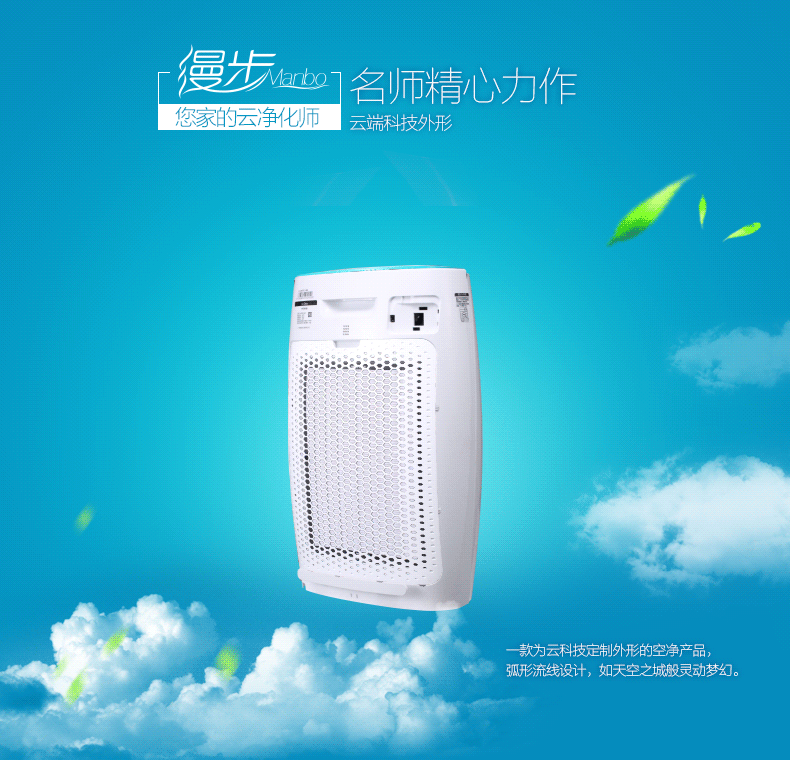 漫步Manbo
您家的云净化师
名师精心力作
云端科技外形
一款为云科技定制外形的空净产品，
弧形流线设计，如天空之城般灵动梦幻。